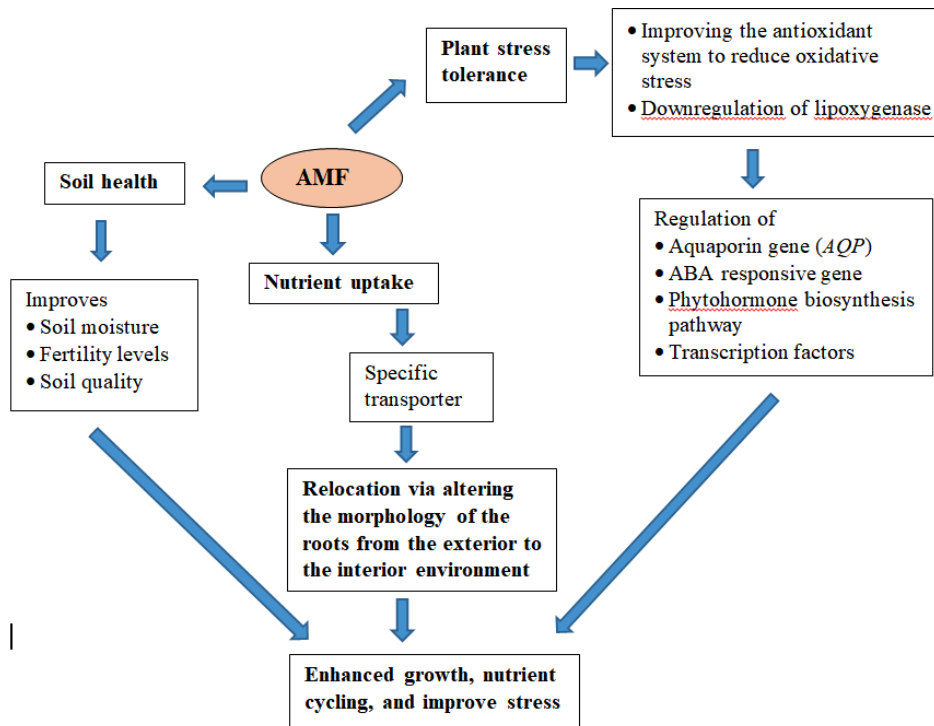 Plant stress
tolerance
• Improving the antioxidant
system to reduce oxidative
stress
• Downregulation of lipoxygenase
AMF
Soil health
Nutrient uptake
Improves
• Soil moisture
• Fertility levels
• Soil quality
Specific
transporter
Regulation of
• Aquaporin gene (AQP)
• ABA responsive gene
• Phytohormone biosynthesis
pathway
• Transcription factors
Relocation via altering
the morphology of the
roots from the exterior to
the interior environment
Enhanced growth, nutrient
cycling, and improve stress